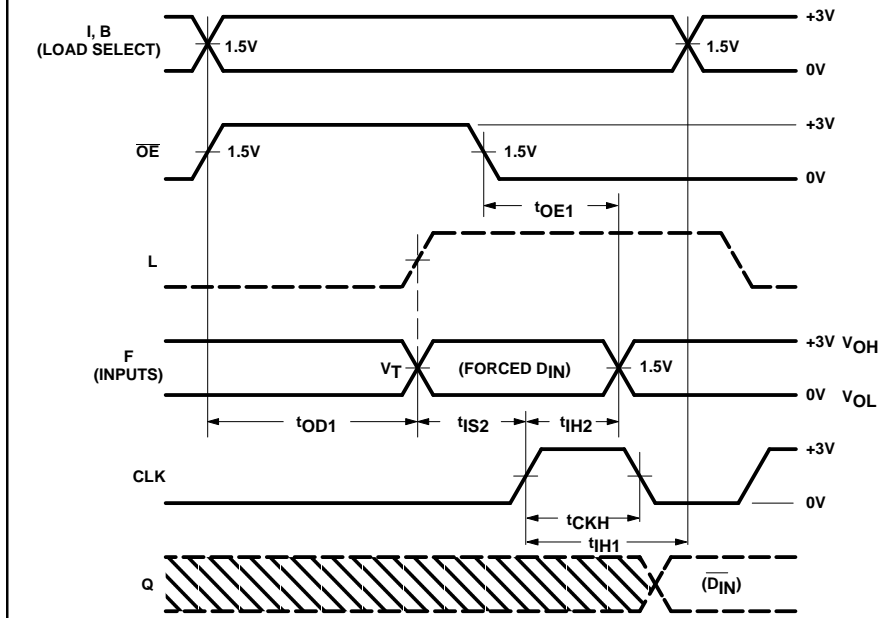 I, B
(LOAD SELECT)
1.5V
1.5V
+3V
0V
OE
1.5V
1.5V
+3V
0V
tOE1
L
F
(INPUTS)
VT
(FORCED DIN)
1.5V
+3V VOH
0V VOL
tOD1
tIS2
tIH2
CLK
+3V
0V
tCKH
tIH1
Q
(DIN)